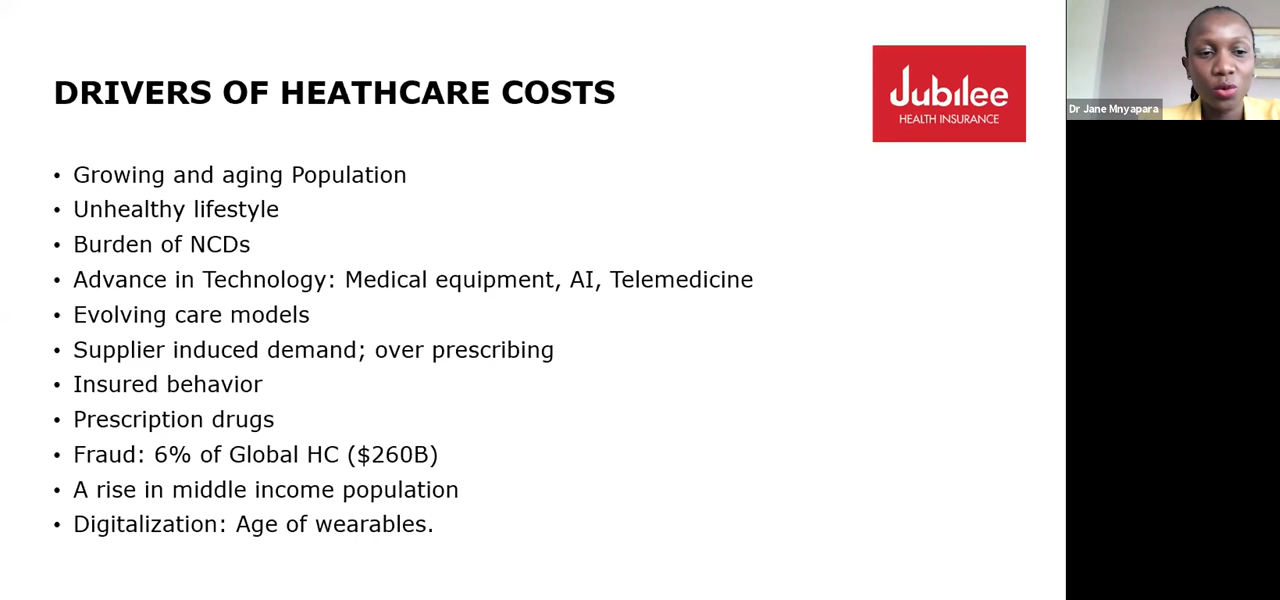 DRIVERS OF HEATHCARE COSTS
Jubilee
HEALTH INSURANCE
Dr Jane Mnyapara
• Growing and aging Population
• Unhealthy lifestyle
• Burden of NCDs
• Advance in Technology: Medical equipment, AI, Telemedicine
• Evolving care models
• Supplier induced demand; over prescribing
• Insured behavior
• Prescription drugs
• Fraud: 6% of Global HC ($260B)
• A rise in middle income population
• Digitalization: Age of wearables.